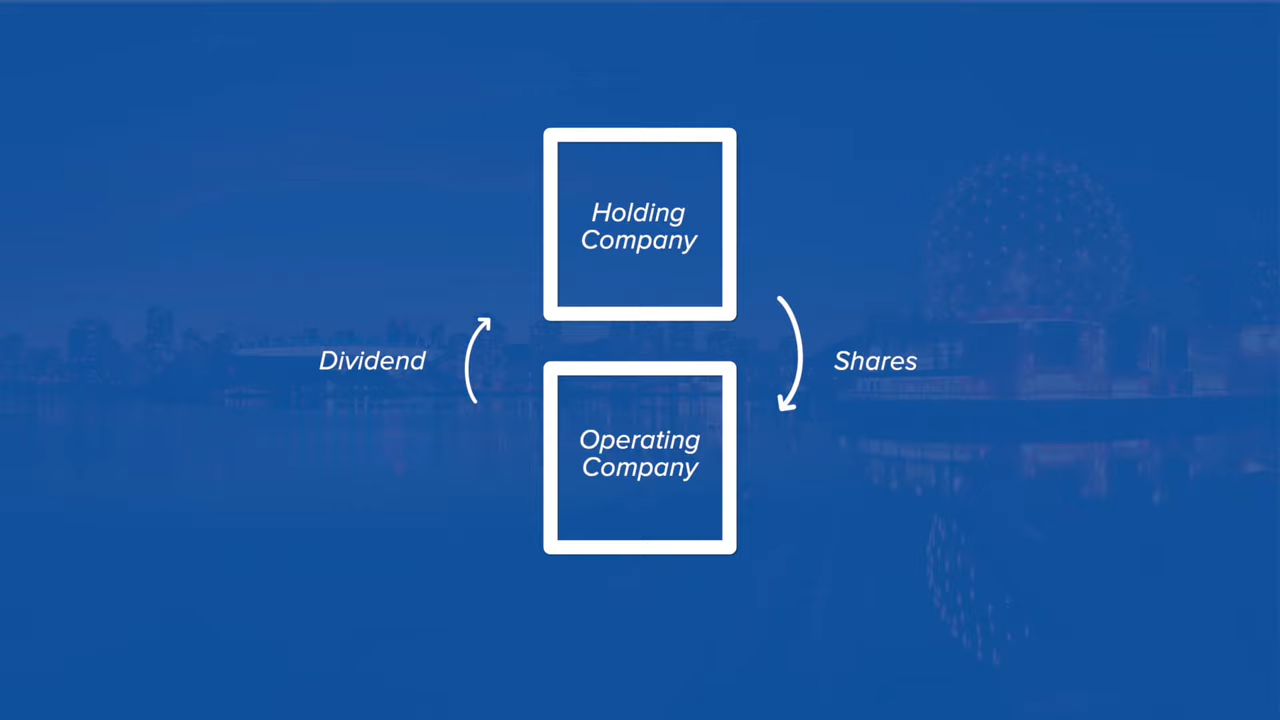 Holding
Company
Dividend
Shares
Operating
Company